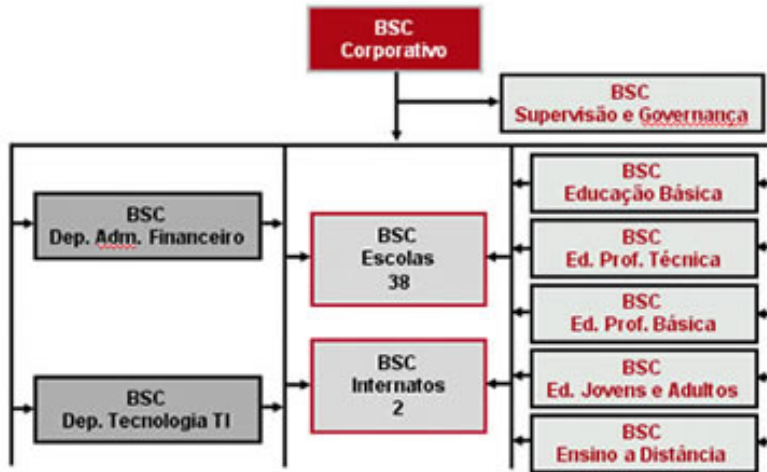 BSC
Corporativo
BSC
Supervisão e Governança
BSC
Dep. Adm. Financeiro
BSC
Dep. Tecnologia TI
BSC
Escolas
38
BSC
Internatos
2
BSC
Educação Básica
BSC
Ed. Prof. Técnica
BSC
Ed. Prof. Básica
BSC
Ed. Jovens e Adultos
BSC
Ensino a Distância